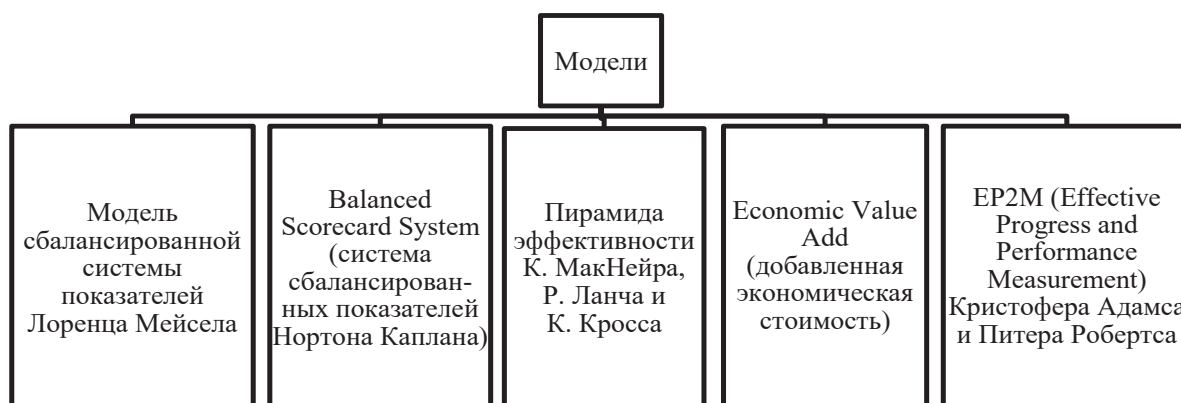 Модели
Модель
сбалансированной
системы
показателей
Лоренца Мейсела
Balanced
Scorecard System
(система
сбалансирован-
ных показателей
Нортона Каплана)
Пирамида
эффективности
К. МакНейра,
Р. Ланча и
К. Кросса
Economic Value
Add
(добавленная
экономическая
стоимость)
EP2M (Effective
Progress and
Performance
Measurement)
Кристофера Адамса
и Питера Робертса